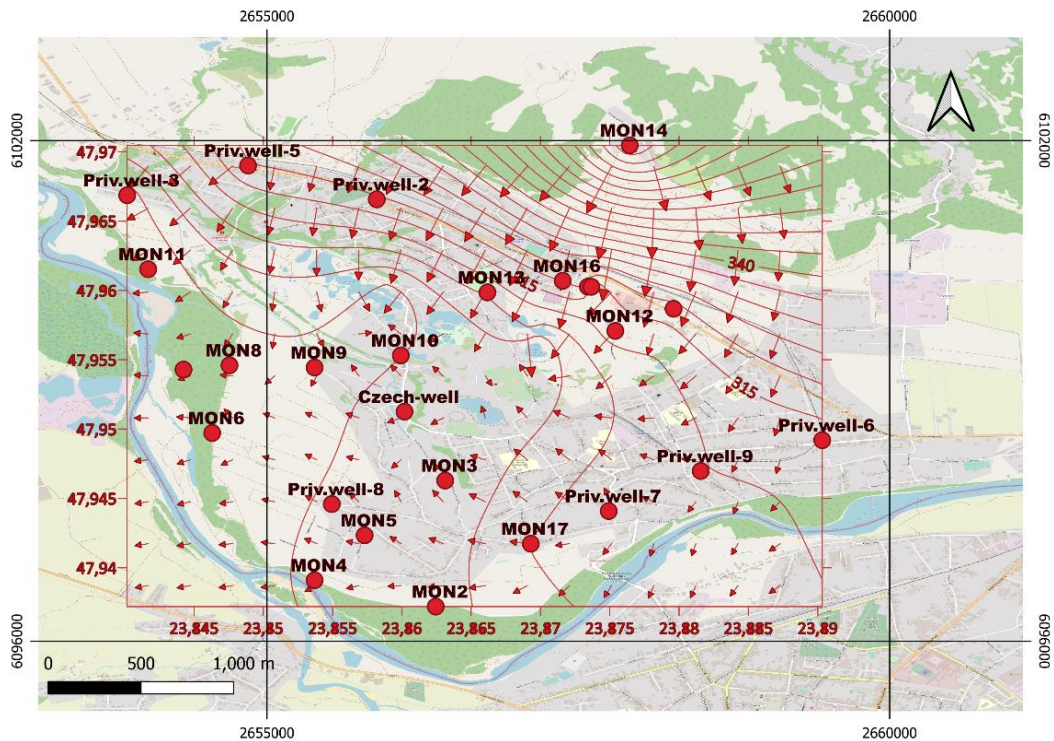 2655000
2660000
6102000
6102000
MON14
47,97
Priv.well-5
Priv.well-3
Priv.well-2
47,965
MON11
MON16
340
MON13
15
47,96
MON12
MON10
47,955
MON8
MON9
315
Czech-well
47,95
MON6
Priv.well-6
MON3
Priv.well-9
47,945
Priv.well-8
Priv.well-7
MON5
MON17
47,94
MON4
MON2
23,845
23,85
23,855
23,86
23,865
23,87
23,875
23,88
23,885
23,89
6096000
6096000
0 500 1,000 m
2655000
2660000